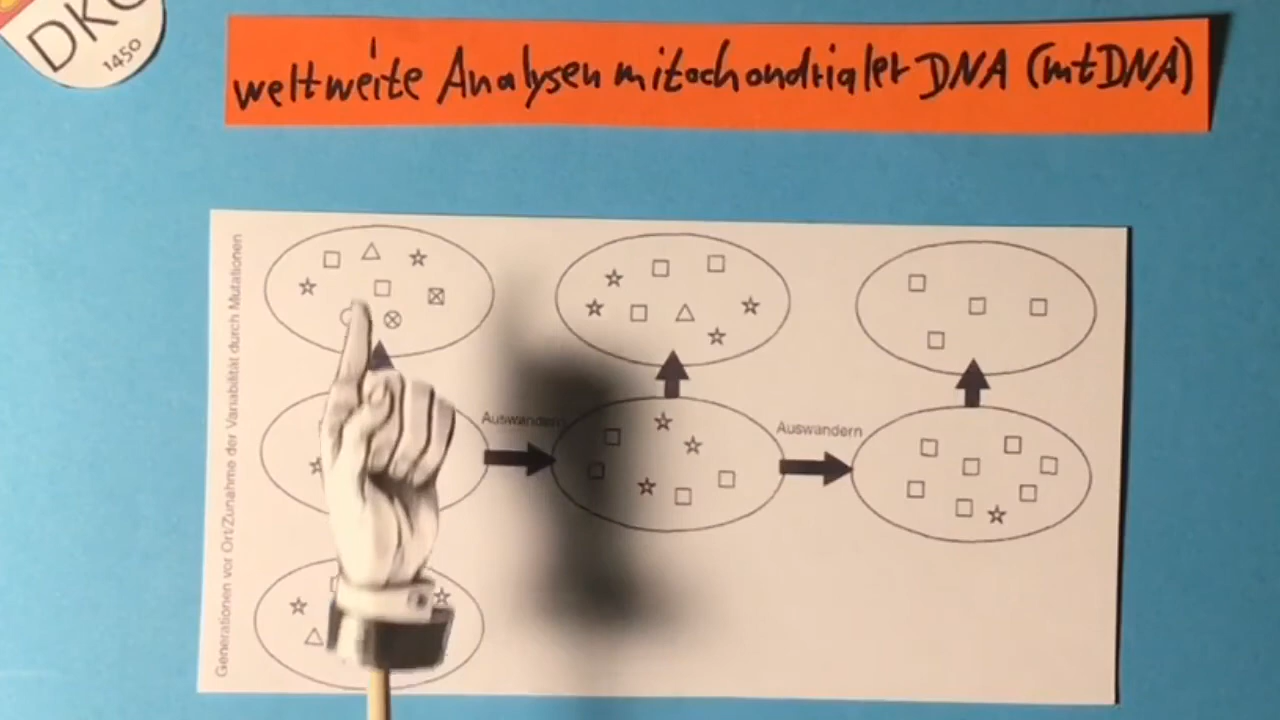 DKG
1450
weltweite Analysen mitochondrialer DNA (mtDNA)
Generationen vor Ort/Zunahme der Variabilität durch Mutationen
Auswandern
Auswandern